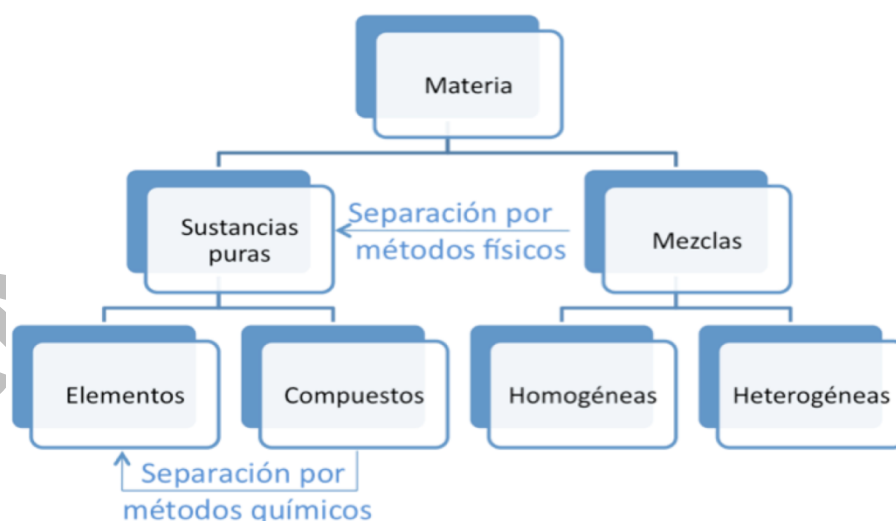 Materia
Sustancias
puras
Separación por
métodos físicos
Mezclas
Elementos
Compuestos
Homogéneas
Heterogéneas
Separación por
métodos químicos